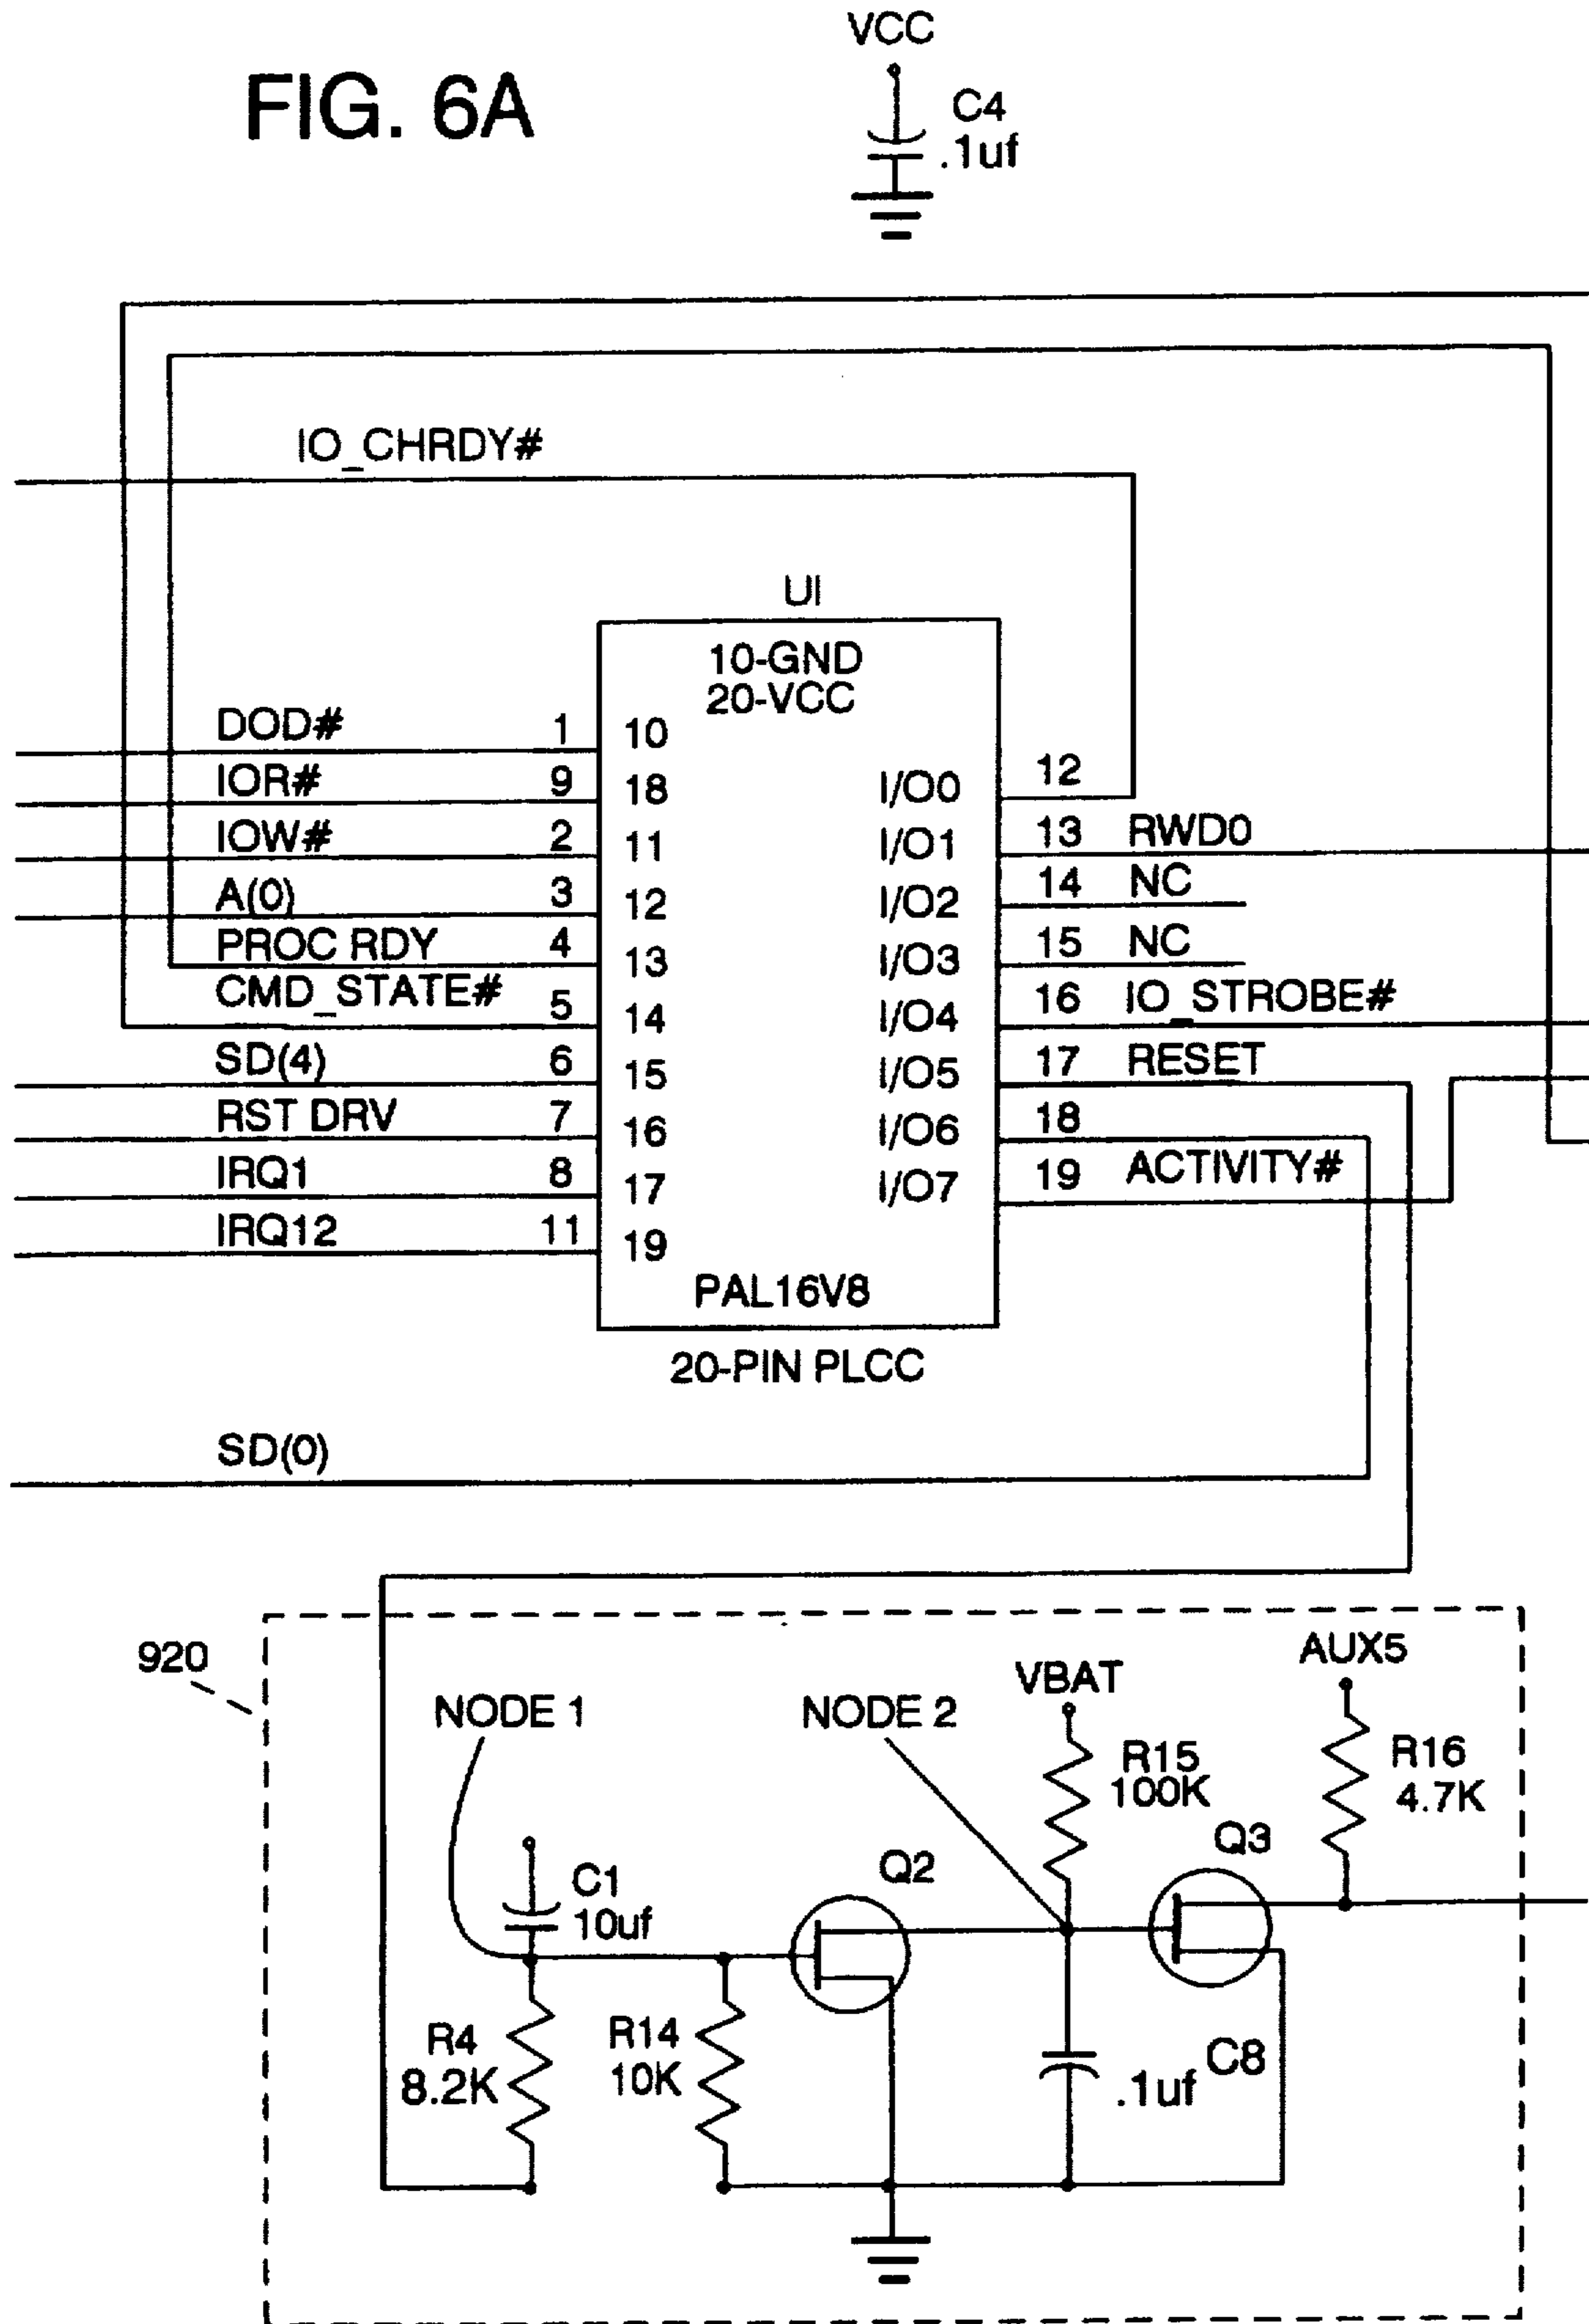 FIG. 6A
VCC
C4
.1uf
IO_CHRDY#
UI
10-GND
20-VCC
DOD# 1 10
IOR# 9 18
I/O0 12
IOW# 2 11
I/O1 13 RWD0
A(0) 3 12
I/O2 14 NC
PROC RDY 4 13
I/O3 15 NC
CMD_STATE# 5 14
I/O4 16 IO_STROBE#
SD(4) 6 15
I/O5 17 RESET
RST DRV 7 16
I/O6 18
IRQ1 8 17
I/O7 19 ACTIVITY#
IRQ12 11 19
PAL16V8
20-PIN PLCC
SD(0)
920
NODE 1
NODE 2
VBAT
AUX5
R15
100K
R16
4.7K
C1
10uf
Q2
Q3
R4
8.2K
R14
10K
.1uf
C8